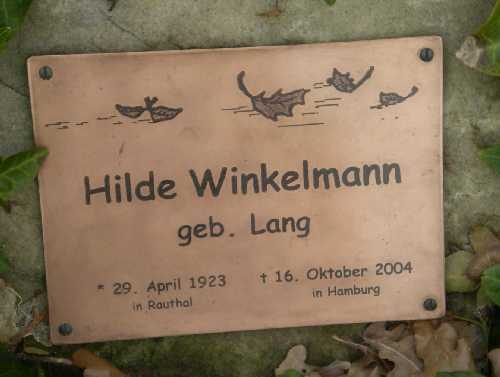 Hilde Winkelmann
geb. Lang
* 29. April 1923 † 16. Oktober 2004
in Rauthal in Hamburg